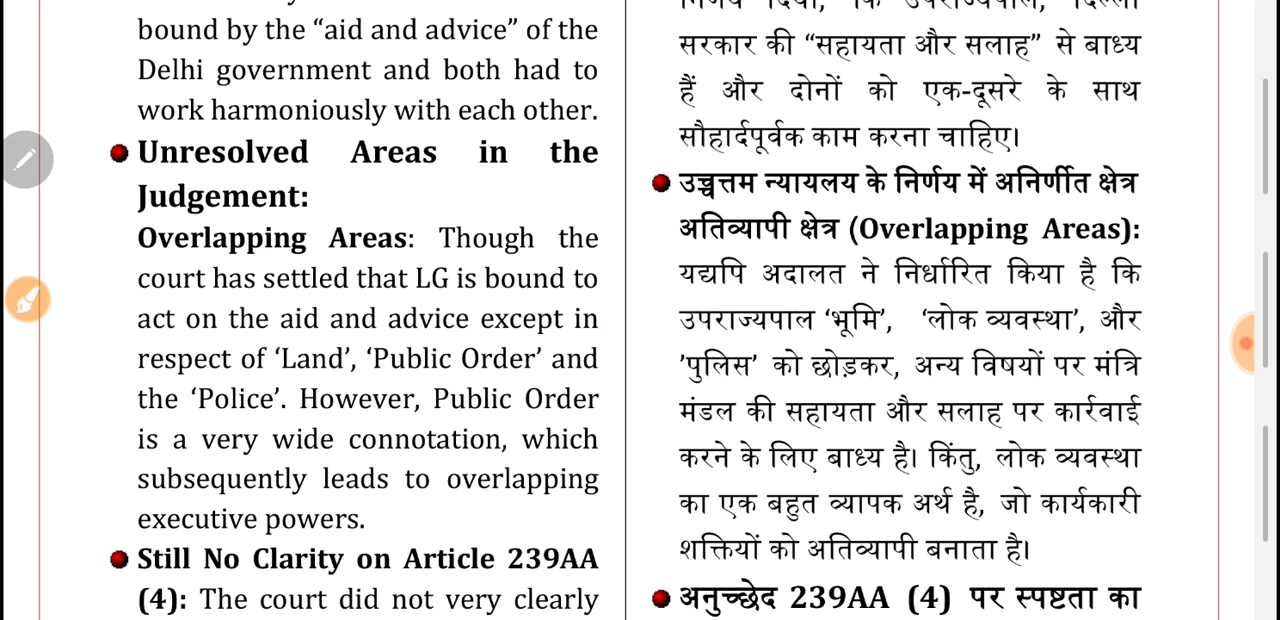 bound by the “aid and advice” of the
Delhi government and both had to
work harmoniously with each other.
Unresolved Areas in the
Judgement:
Overlapping Areas: Though the
court has settled that LG is bound to
act on the aid and advice except in
respect of ‘Land’, ‘Public Order’ and
the ‘Police’. However, Public Order
is a very wide connotation, which
subsequently leads to overlapping
executive powers.
Still No Clarity on Article 239AA
(4): The court did not very clearly
सरकार की “सहायता और सलाह” से बाध्य
हैं और दोनों को एक-दूसरे के साथ
सौहार्दपूर्वक काम करना चाहिए।
उच्चत्तम न्यायलय के निर्णय में अनिर्णीत क्षेत्र
अतिव्यापी क्षेत्र (Overlapping Areas):
यद्यपि अदालत ने निर्धारित किया है कि
उपराज्यपाल ‘भूमि’, ‘लोक व्यवस्था’, और
’पुलिस’ को छोड़कर, अन्य विषयों पर मंत्रि
मंडल की सहायता और सलाह पर कार्रवाई
करने के लिए बाध्य है। किंतु, लोक व्यवस्था
का एक बहुत व्यापक अर्थ है, जो कार्यकारी
शक्तियों को अतिव्यापी बनाता है।
अनुच्छेद 239AA (4) पर स्पष्टता का